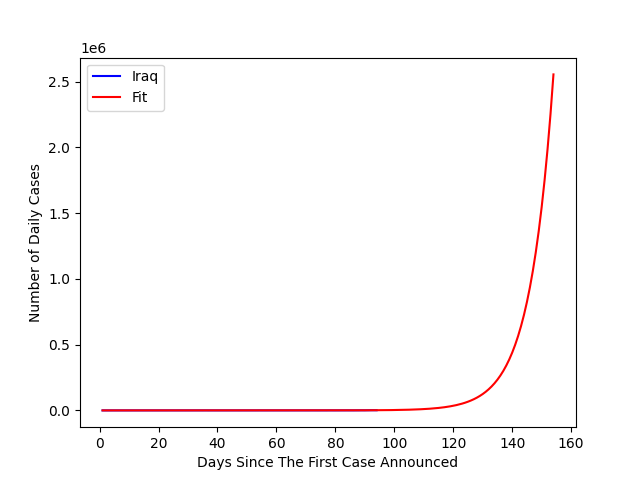 1e6
Iraq
Fit
2.5
2.0
1.5
1.0
0.5
0.0
Number of Daily Cases
0 20 40 60 80 100 120 140 160
Days Since The First Case Announced